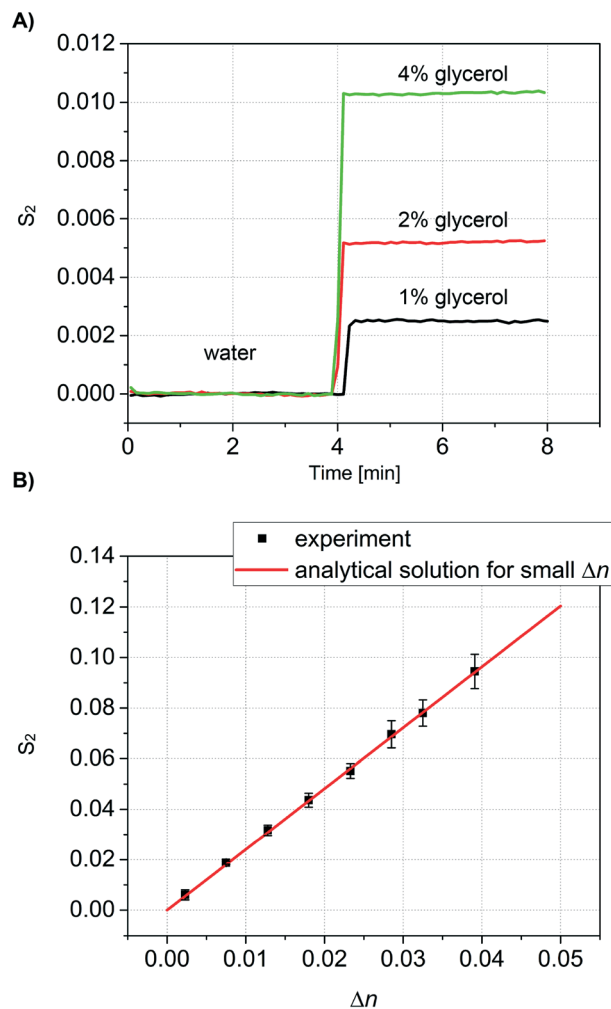 A)
0.012
0.010
0.008
0.006
0.004
0.002
0.000
S₂
4% glycerol
2% glycerol
1% glycerol
water
0 2 4 6 8
Time [min]
B)
experiment
analytical solution for small Δn
0.14
0.12
0.10
0.08
0.06
0.04
0.02
0.00
S₂
0.00 0.01 0.02 0.03 0.04 0.05
Δn